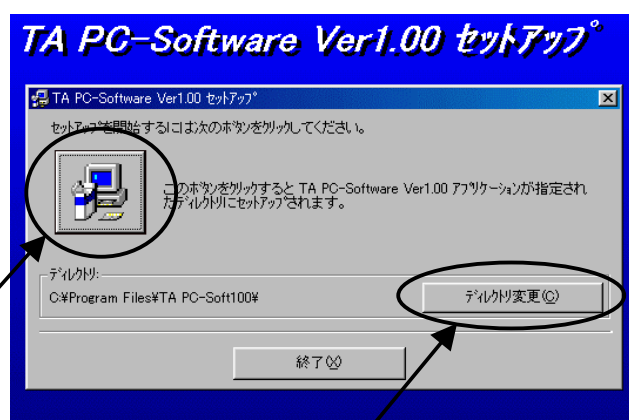 TA PC-Software Ver1.00 ｾｯﾄｱｯﾌﾟ
TA PC-Software Ver1.00 ｾｯﾄｱｯﾌﾟ
ｾｯﾄｱｯﾌﾟを開始するには次のﾎﾞﾀﾝをｸﾘｯｸしてください。
このﾎﾞﾀﾝをｸﾘｯｸすると TA PC-Software Ver1.00 ｱﾌﾟﾘｹｰｼｮﾝが指定され
たﾃﾞｨﾚｸﾄﾘにｾｯﾄｱｯﾌﾟされます。
ﾃﾞｨﾚｸﾄﾘ:
C:¥Program Files¥TA PC-Soft100¥
ﾃﾞｨﾚｸﾄﾘ変更(C)
終了(X)